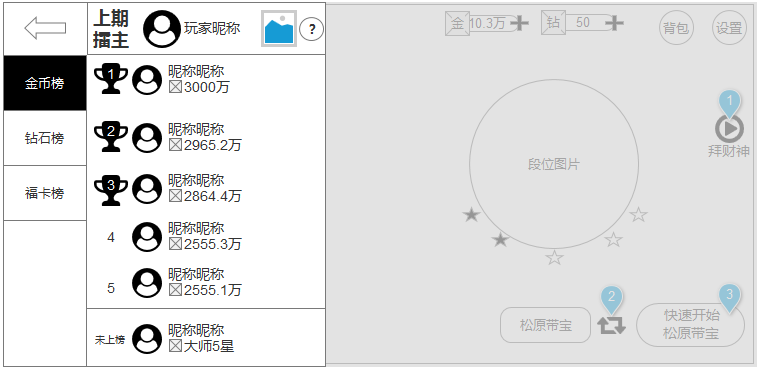 上期
擂主
玩家昵称
?
金币榜
钻石榜
福卡榜
1
昵称昵称
3000万
2
昵称昵称
2965.2万
3
昵称昵称
2864.4万
4
昵称昵称
2555.3万
5
昵称昵称
2555.1万
未上榜
昵称昵称
大师5星
金
10.3万
钻
50
背包
设置
1
拜财神
段位图片
2
3
松原带宝
快速开始
松原带宝